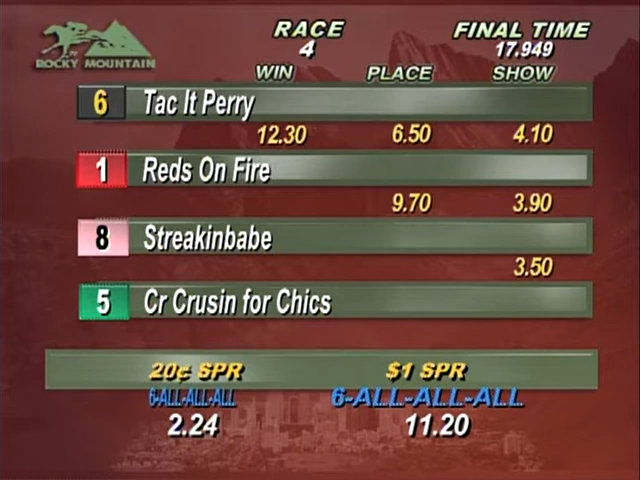 ROCKY MOUNTAIN
RACE
4
FINAL TIME
17.949
WIN PLACE SHOW
6 Tac It Perry
12.30 6.50 4.10
1 Reds On Fire
9.70 3.90
8 Streakinbabe
3.50
5 Cr Crusin for Chics
20¢ SPR $1 SPR
6-ALL-ALL-ALL 6-ALL-ALL-ALL
2.24 11.20